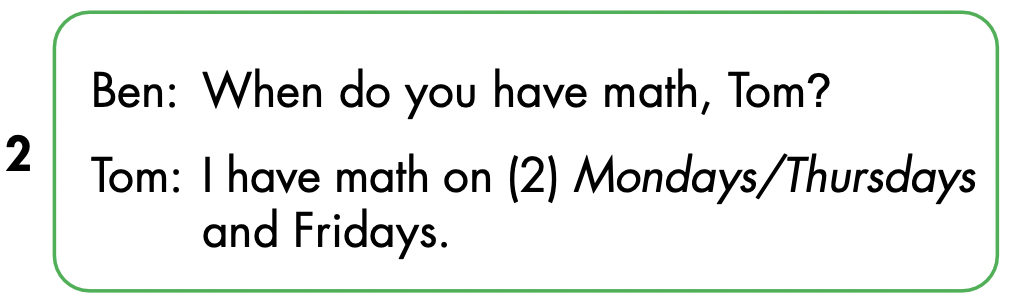 2
Ben: When do you have math, Tom?
Tom: I have math on (2) Mondays/Thursdays
and Fridays.